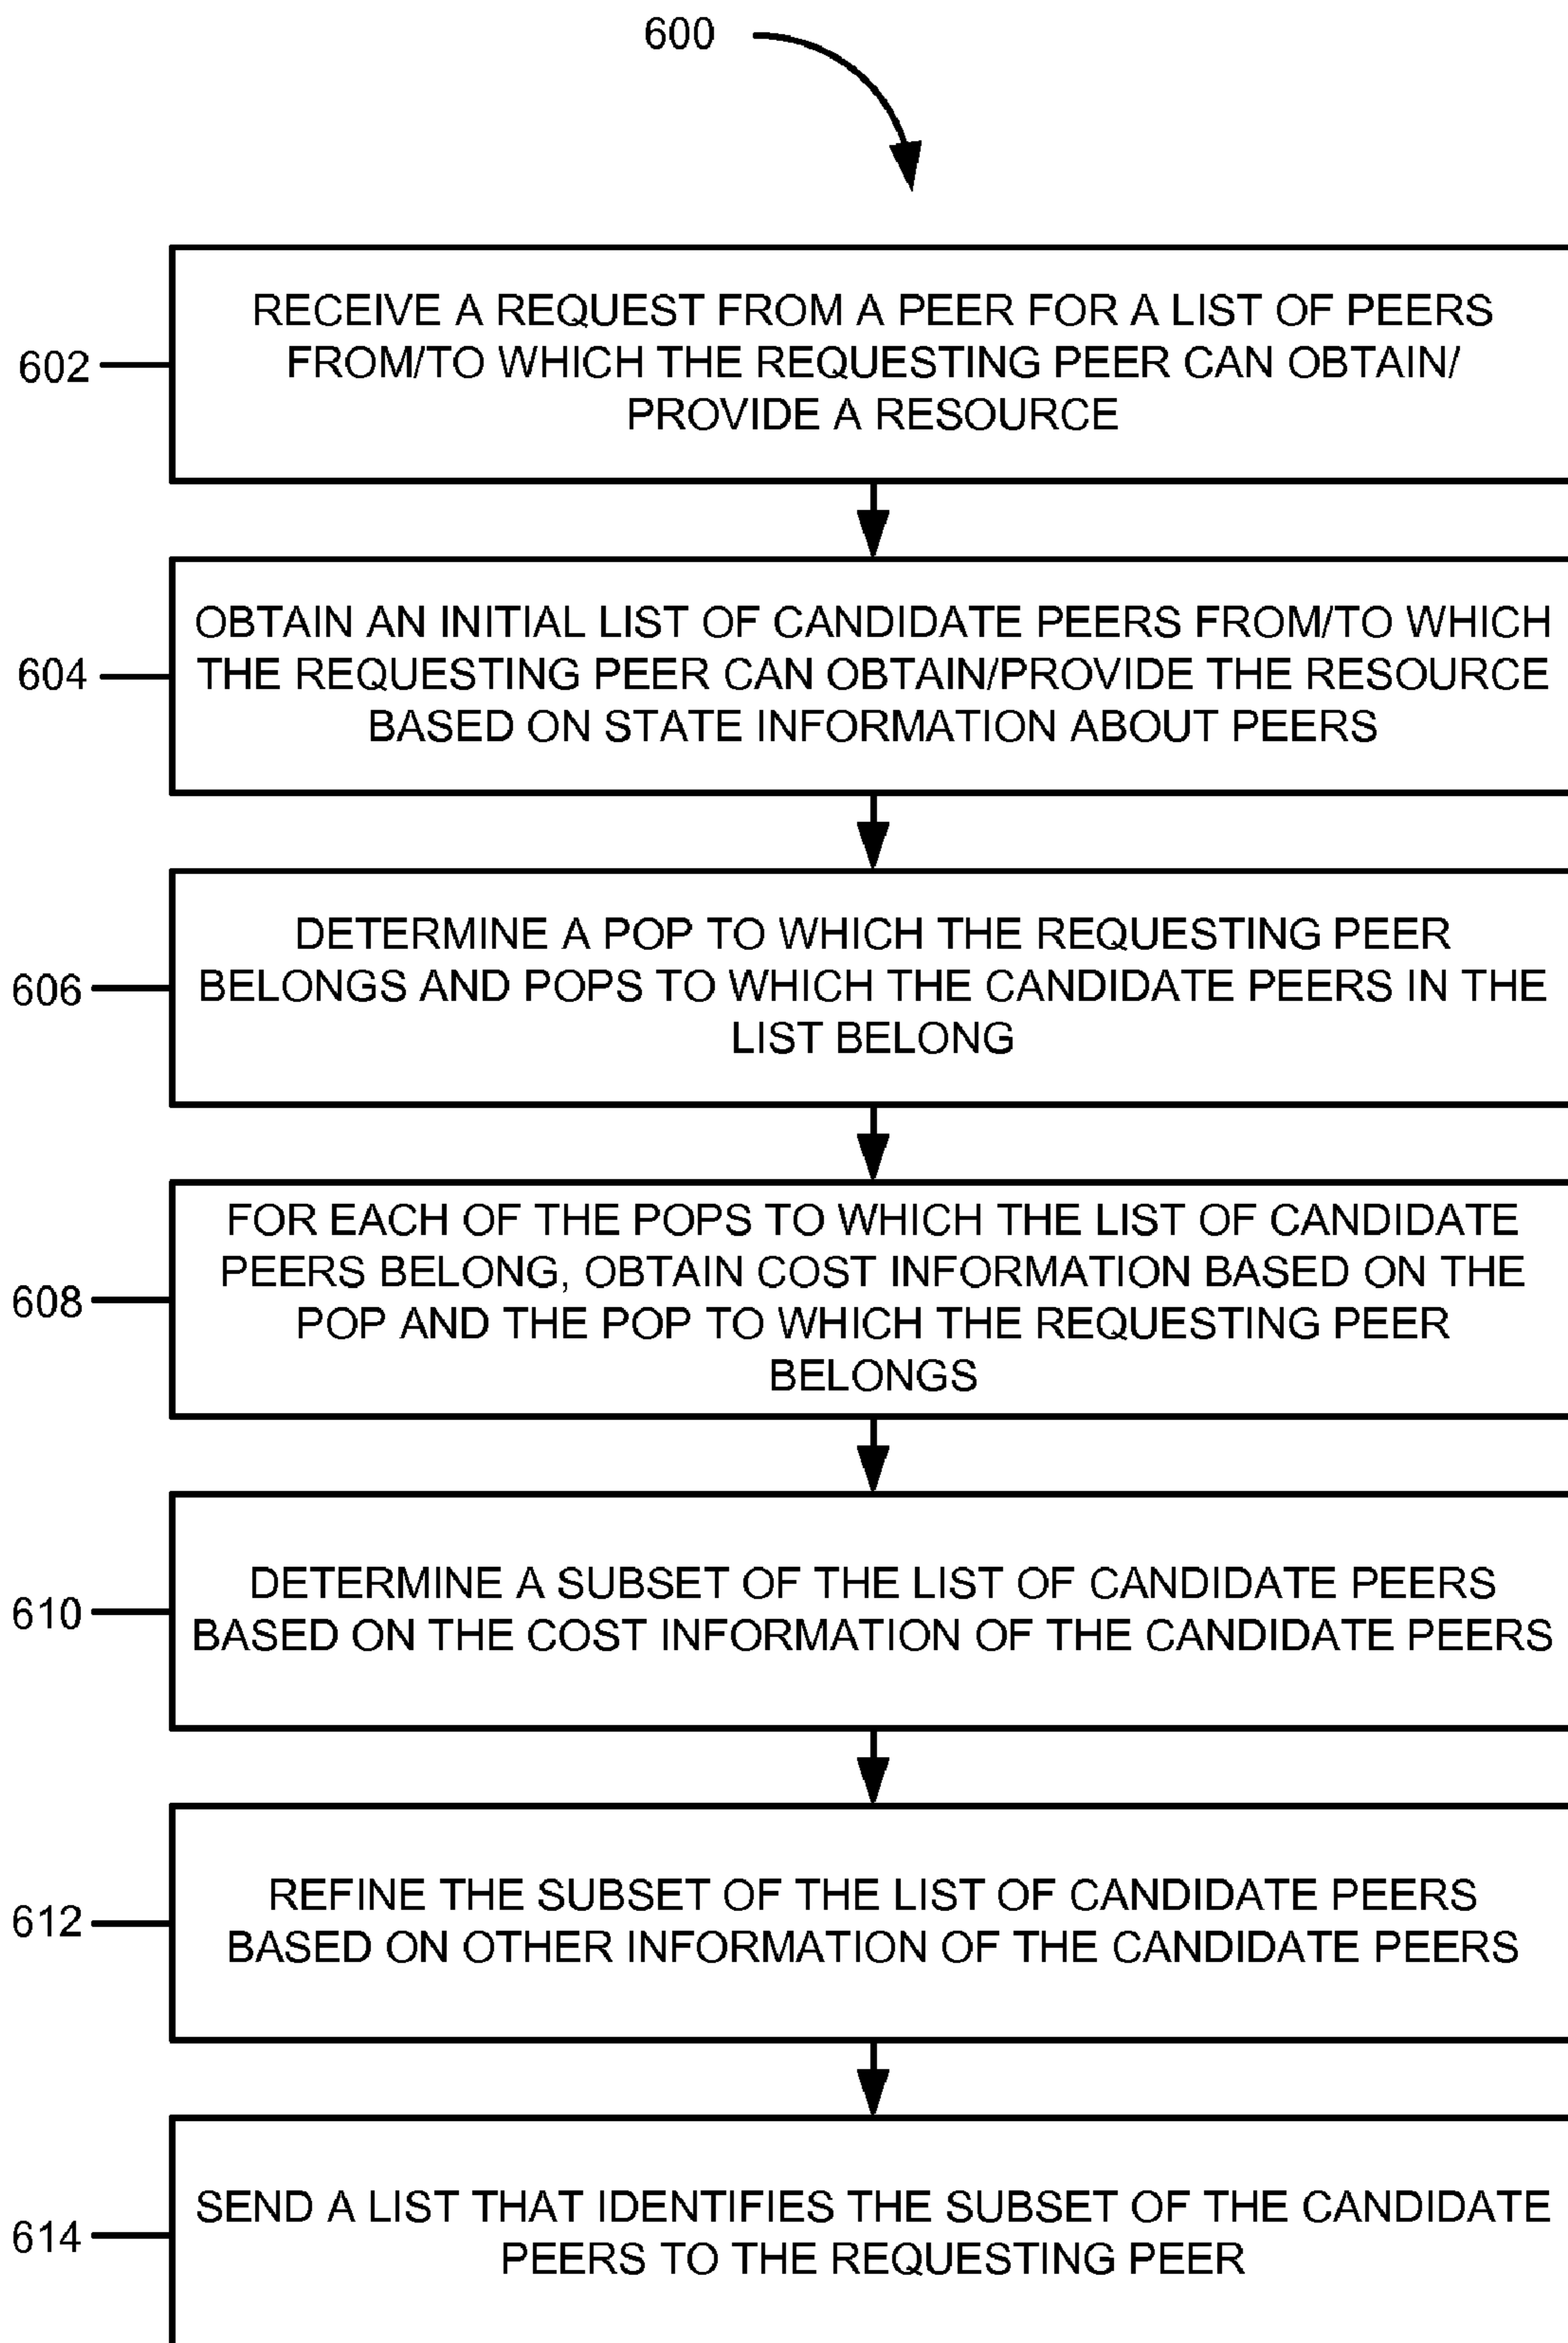 600
602
RECEIVE A REQUEST FROM A PEER FOR A LIST OF PEERS
FROM/TO WHICH THE REQUESTING PEER CAN OBTAIN/
PROVIDE A RESOURCE
604
OBTAIN AN INITIAL LIST OF CANDIDATE PEERS FROM/TO WHICH
THE REQUESTING PEER CAN OBTAIN/PROVIDE THE RESOURCE
BASED ON STATE INFORMATION ABOUT PEERS
606
DETERMINE A POP TO WHICH THE REQUESTING PEER
BELONGS AND POPS TO WHICH THE CANDIDATE PEERS IN THE
LIST BELONG
608
FOR EACH OF THE POPS TO WHICH THE LIST OF CANDIDATE
PEERS BELONG, OBTAIN COST INFORMATION BASED ON THE
POP AND THE POP TO WHICH THE REQUESTING PEER
BELONGS
610
DETERMINE A SUBSET OF THE LIST OF CANDIDATE PEERS
BASED ON THE COST INFORMATION OF THE CANDIDATE PEERS
612
REFINE THE SUBSET OF THE LIST OF CANDIDATE PEERS
BASED ON OTHER INFORMATION OF THE CANDIDATE PEERS
614
SEND A LIST THAT IDENTIFIES THE SUBSET OF THE CANDIDATE
PEERS TO THE REQUESTING PEER